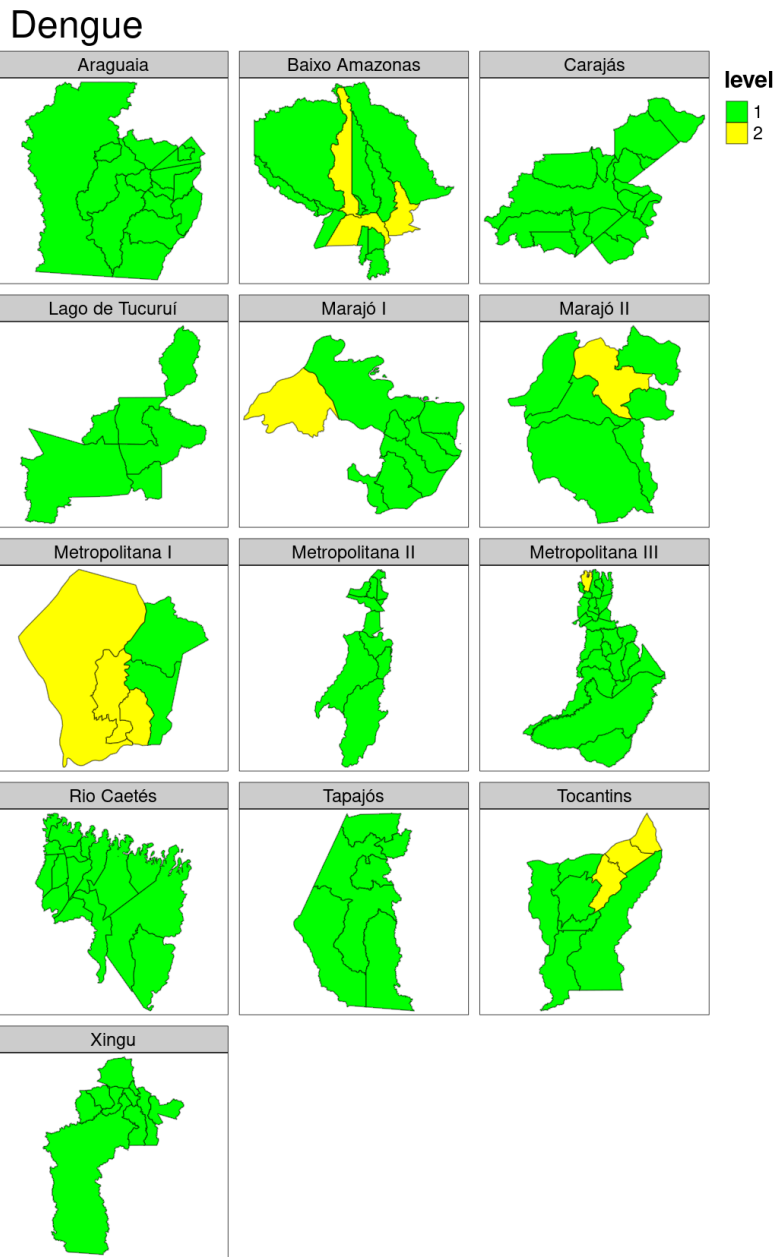 Dengue
Araguaia
Baixo Amazonas
Carajás
level
1
2
Lago de Tucuruí
Marajó I
Marajó II
Metropolitana I
Metropolitana II
Metropolitana III
Rio Caetés
Tapajós
Tocantins
Xingu